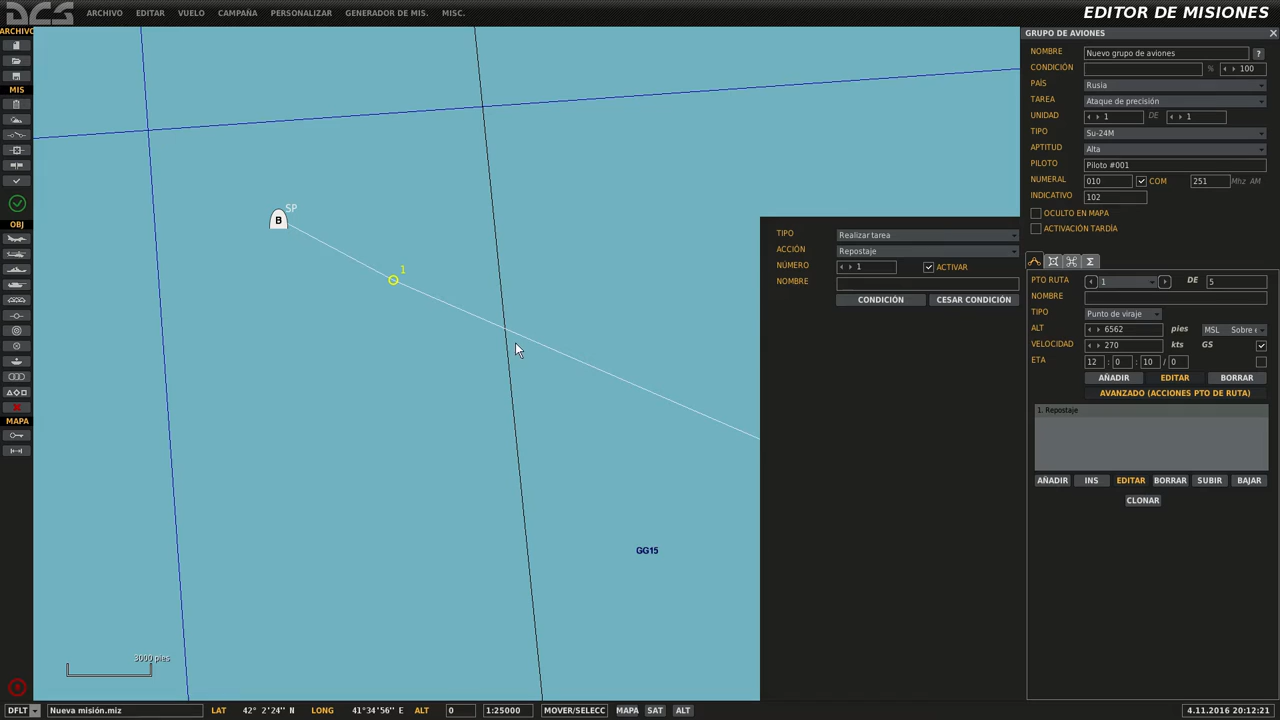 DCS ARCHIVO EDITAR VUELO CAMPAÑA PERSONALIZAR GENERADOR DE MIS. MISC. EDITOR DE MISIONES
ARCHIVO
MIS
OBJ
MAPA
SP
B
1
GG15
3000 pies
TIPO Realizar tarea
ACCIÓN Repostaje
NÚMERO 1 ACTIVAR
NOMBRE
CONDICIÓN CESAR CONDICIÓN
GRUPO DE AVIONES
NOMBRE Nuevo grupo de aviones ?
CONDICIÓN % 100
PAÍS Rusia
TAREA Ataque de precisión
UNIDAD 1 DE 1
TIPO Su-24M
APTITUD Alta
PILOTO Piloto #001
NUMERAL 010 COM 251 Mhz AM
INDICATIVO 102
OCULTO EN MAPA
ACTIVACIÓN TARDÍA
PTO RUTA 1 DE 5
NOMBRE
TIPO Punto de viraje
ALT 6562 pies MSL Sobre
VELOCIDAD 270 kts GS
ETA 12 : 0 : 10 / 0
AÑADIR EDITAR BORRAR
AVANZADO (ACCIONES PTO DE RUTA)
1. Repostaje
AÑADIR INS EDITAR BORRAR SUBIR BAJAR
CLONAR
DFLT Nueva misión.miz LAT 42° 2'24'' N LONG 41°34'56'' E ALT 0 1:25000 MOVER/SELECC MAPA SAT ALT 4.11.2016 20:12:21